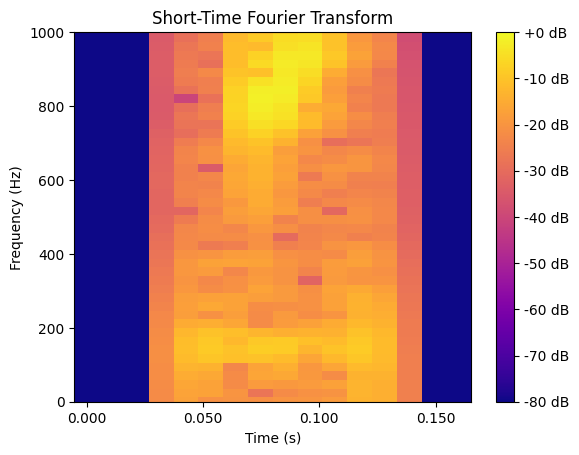 Short-Time Fourier Transform
Frequency (Hz)
1000
800
600
400
200
0
0.000
0.050
0.100
0.150
Time (s)
+0 dB
-10 dB
-20 dB
-30 dB
-40 dB
-50 dB
-60 dB
-70 dB
-80 dB